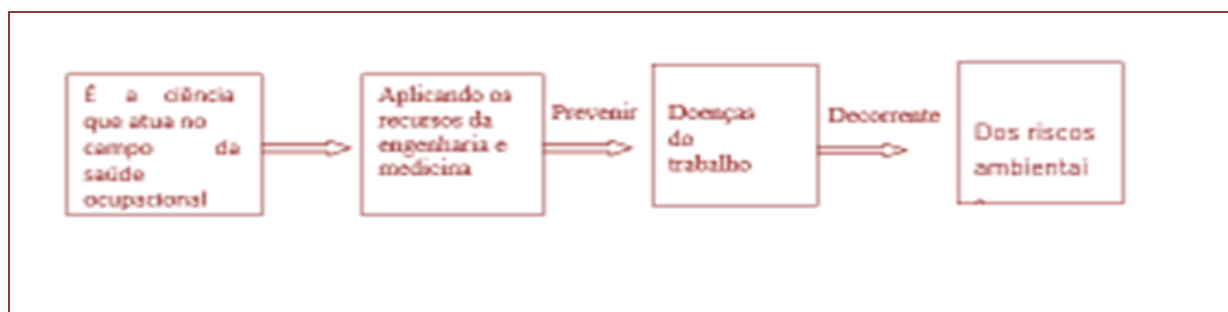 É a ciência
que atua no
campo da
saúde
ocupacional
Aplicando os
recursos da
engenharia e
medicina
Prevenir
Doenças
do
trabalho
Decorrente
Dos riscos
ambientai